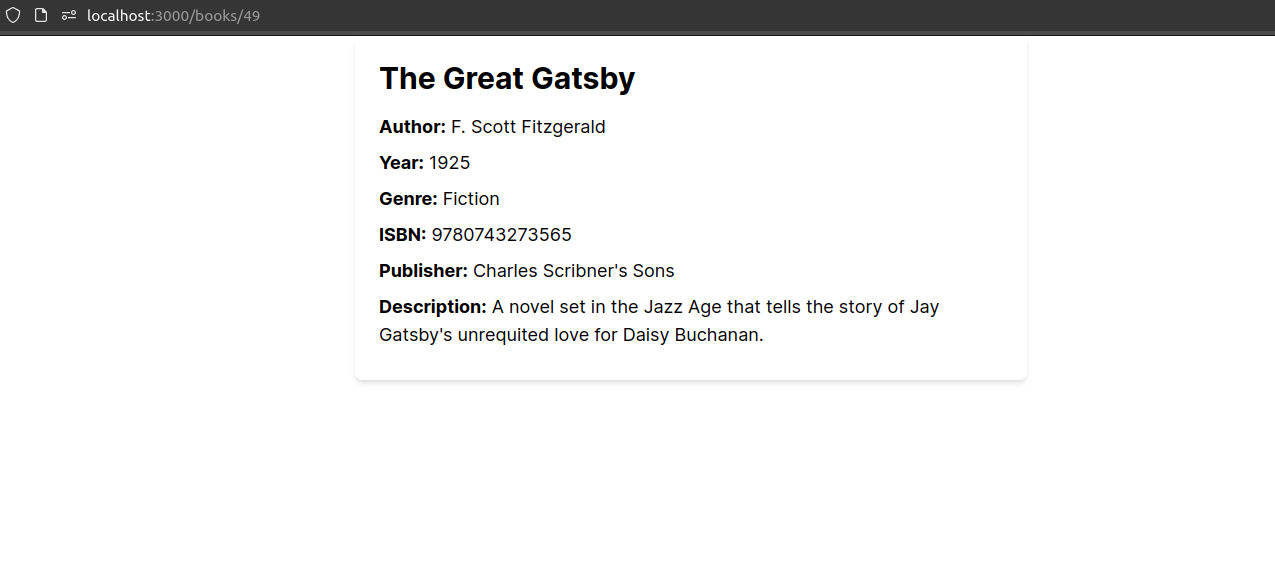 localhost:3000/books/49
The Great Gatsby
Author: F. Scott Fitzgerald
Year: 1925
Genre: Fiction
ISBN: 9780743273565
Publisher: Charles Scribner's Sons
Description: A novel set in the Jazz Age that tells the story of Jay
Gatsby's unrequited love for Daisy Buchanan.